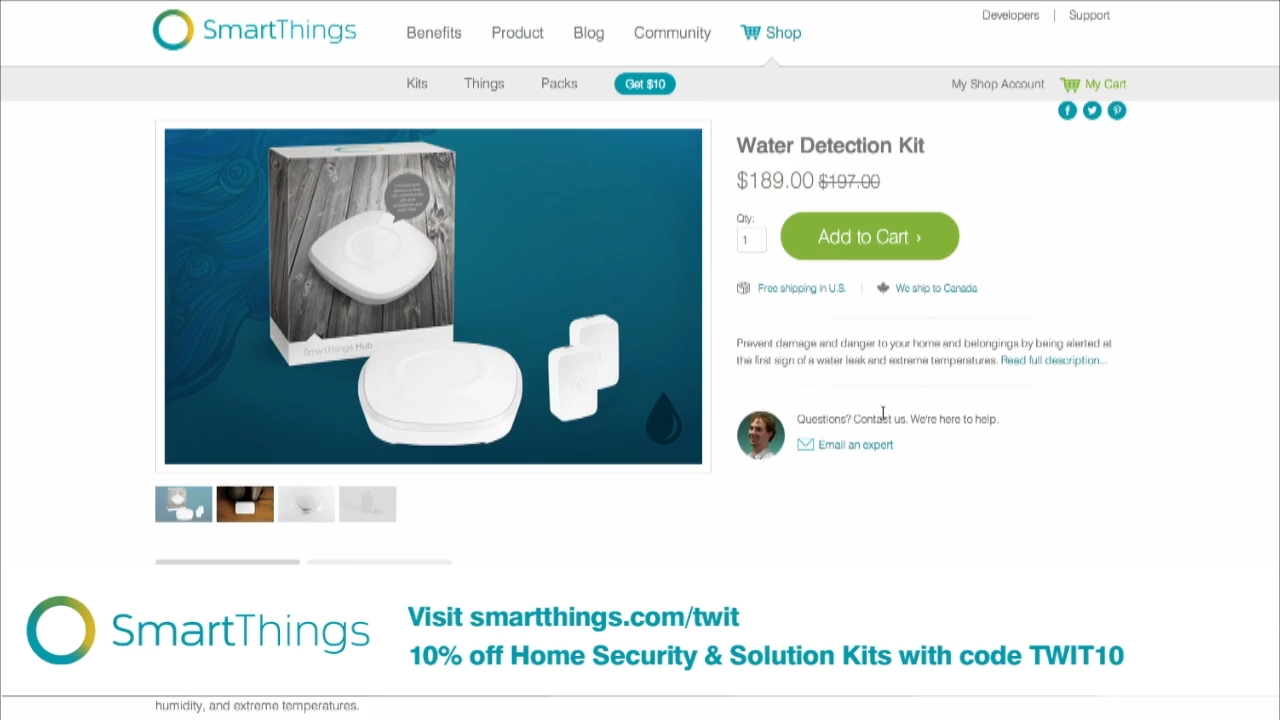 SmartThings
Benefits Product Blog Community Shop
Developers | Support
Kits Things Packs Get $10
My Shop Account My Cart
Water Detection Kit
$189.00 $197.00
Qty:
1
Add to Cart ›
Free shipping in U.S. | We ship to Canada
Prevent damage and danger to your home and belongings by being alerted at
the first sign of a water leak and extreme temperatures. Read full description...
Questions? Contact us. We're here to help.
Email an expert
SmartThings Hub
SmartThings
Visit smartthings.com/twit
10% off Home Security & Solution Kits with code TWIT10
humidity, and extreme temperatures.